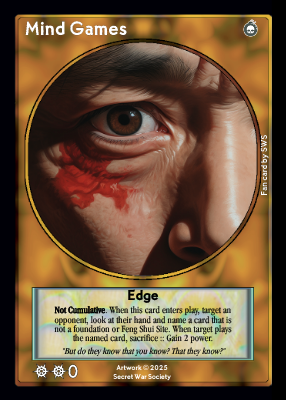 Mind Games
Fan card by SWS
Edge
Not Cumulative. When this card enters play, target an
opponent, look at their hand and name a card that is
not a foundation or Feng Shui Site. When target plays
the named card, sacrifice :: Gain 2 power.
"But do they know that you know? That they know?"
0
Artwork © 2025
Secret War Society